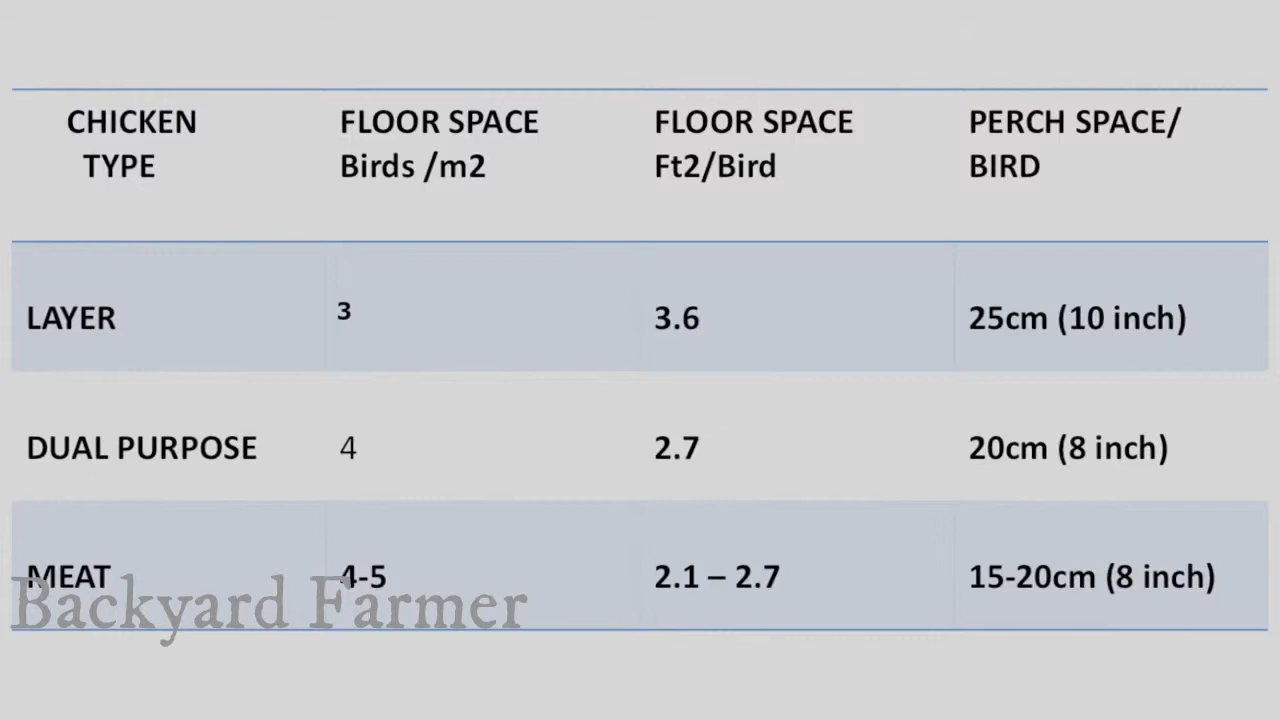 CHICKEN TYPE FLOOR SPACE Birds /m2 FLOOR SPACE Ft2/Bird PERCH SPACE/ BIRD
LAYER 3 3.6 25cm (10 inch)
DUAL PURPOSE 4 2.7 20cm (8 inch)
MEAT 4-5 2.1 – 2.7 15-20cm (8 inch)
Backyard Farmer